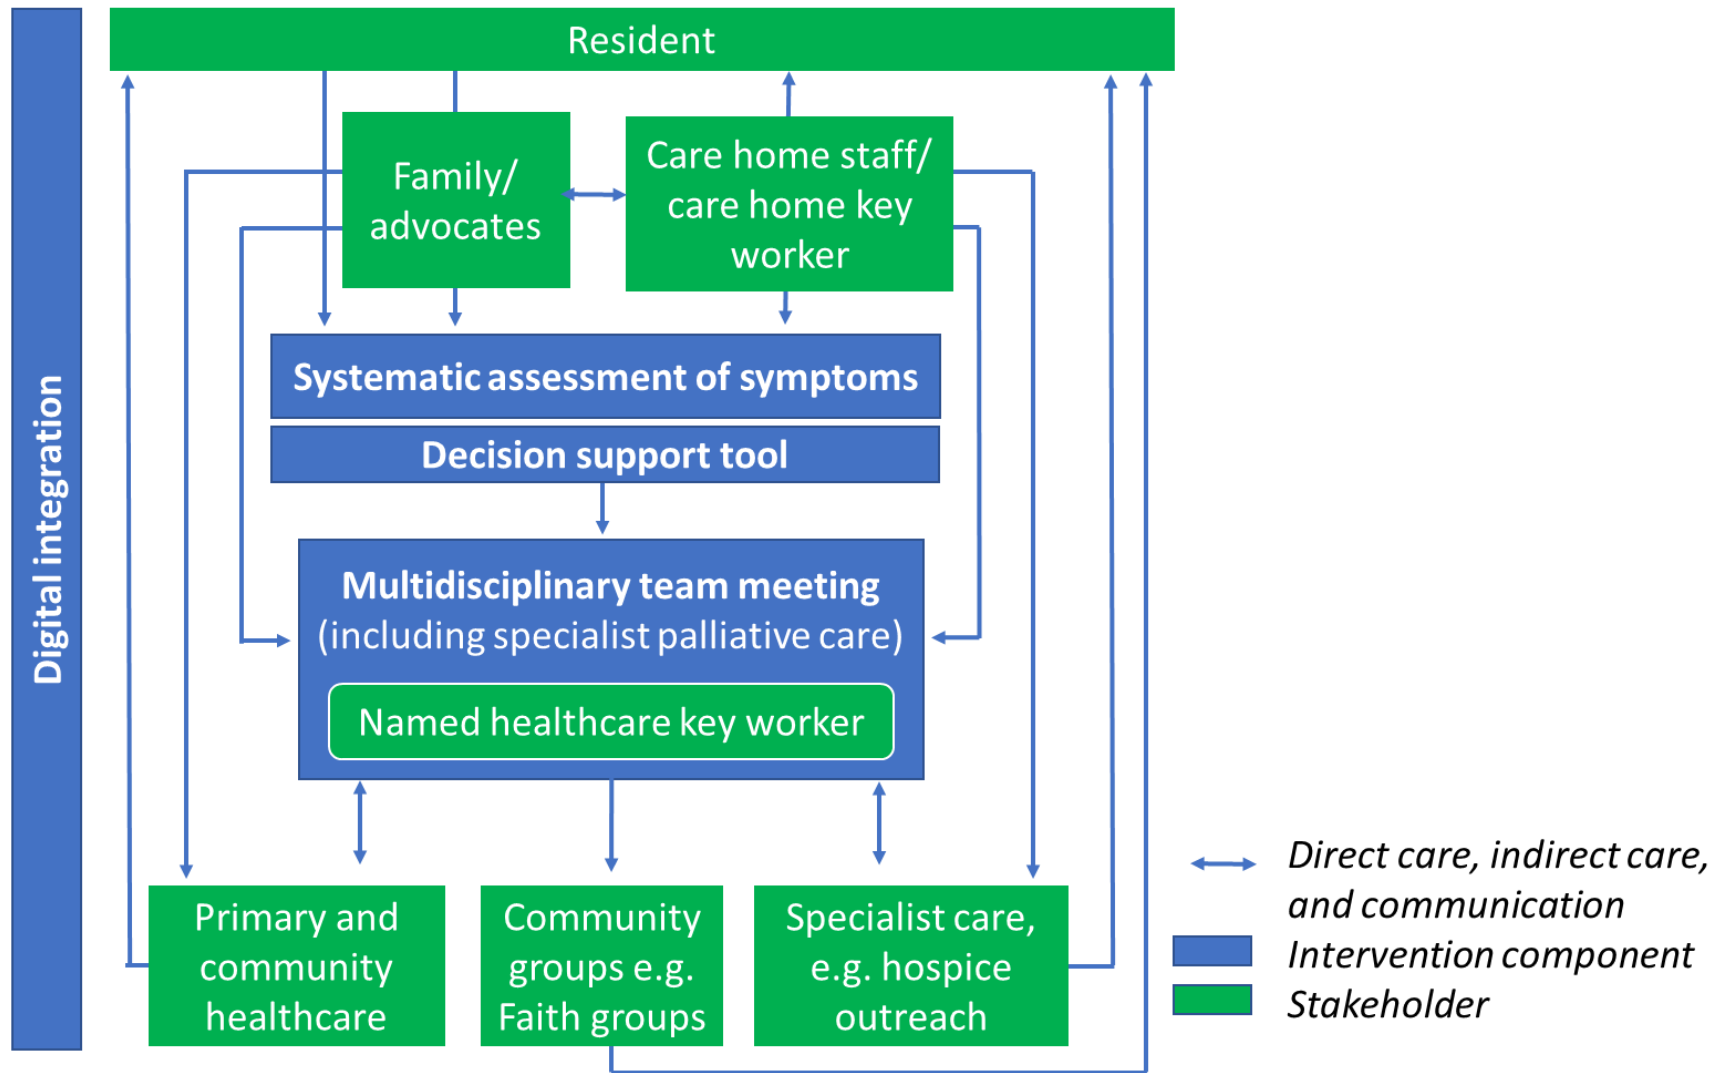 Digital integration
Resident
Family/
advocates
Care home staff/
care home key
worker
Systematic assessment of symptoms
Decision support tool
Multidisciplinary team meeting
(including specialist palliative care)
Named healthcare key worker
Primary and
community
healthcare
Community
groups e.g.
Faith groups
Specialist care,
e.g. hospice
outreach
Direct care, indirect care,
and communication
Intervention component
Stakeholder